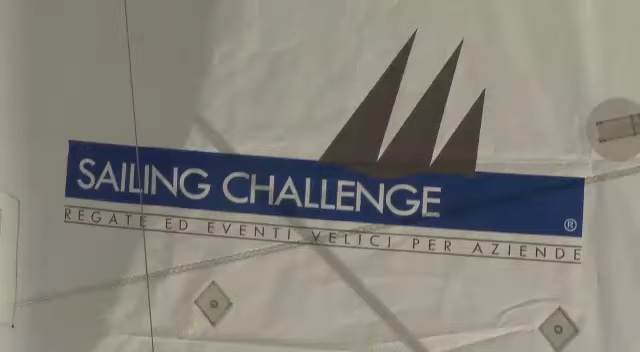 SAILING CHALLENGE
®
REGATE ED EVENTI VELICI PER AZIENDE